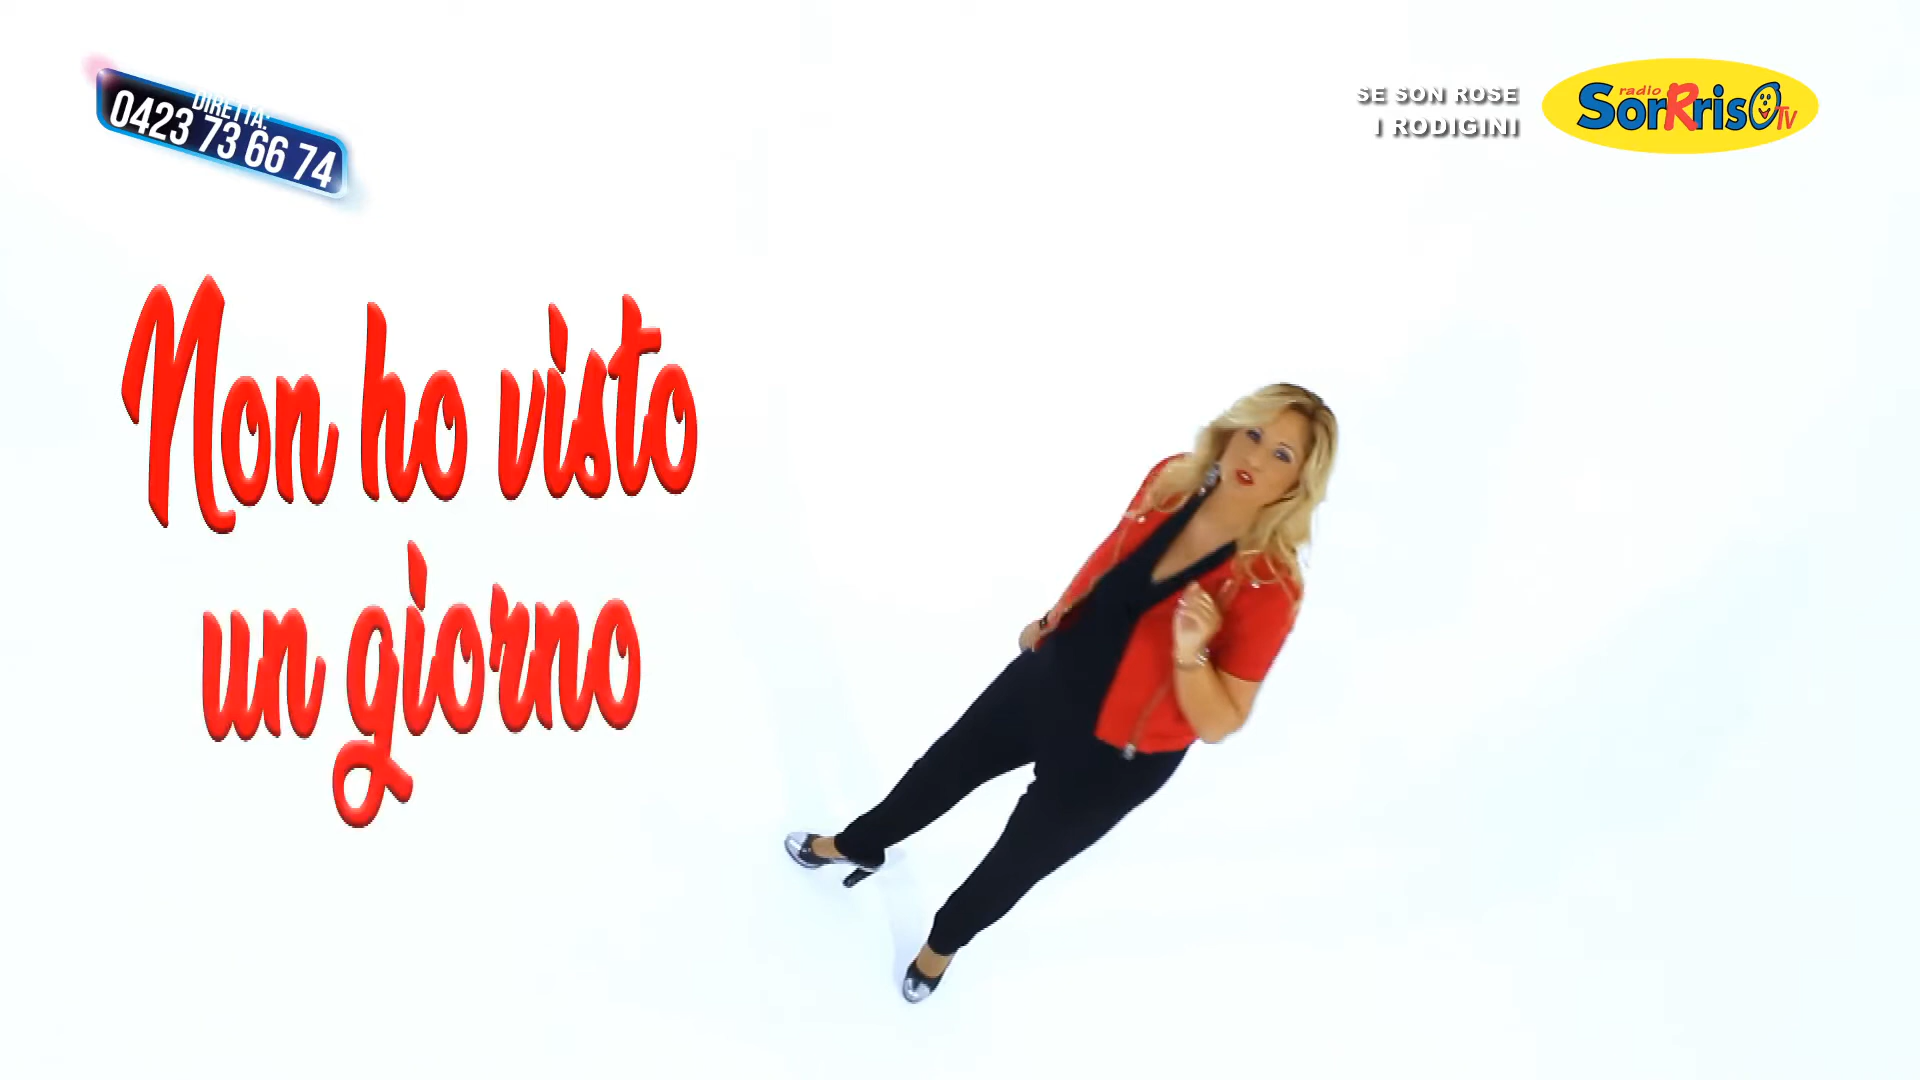 DIRETTA:
0423 73 66 74
SE SON ROSE
I RODIGINI
radio
SorRriso TV
Non ho visto
un giorno